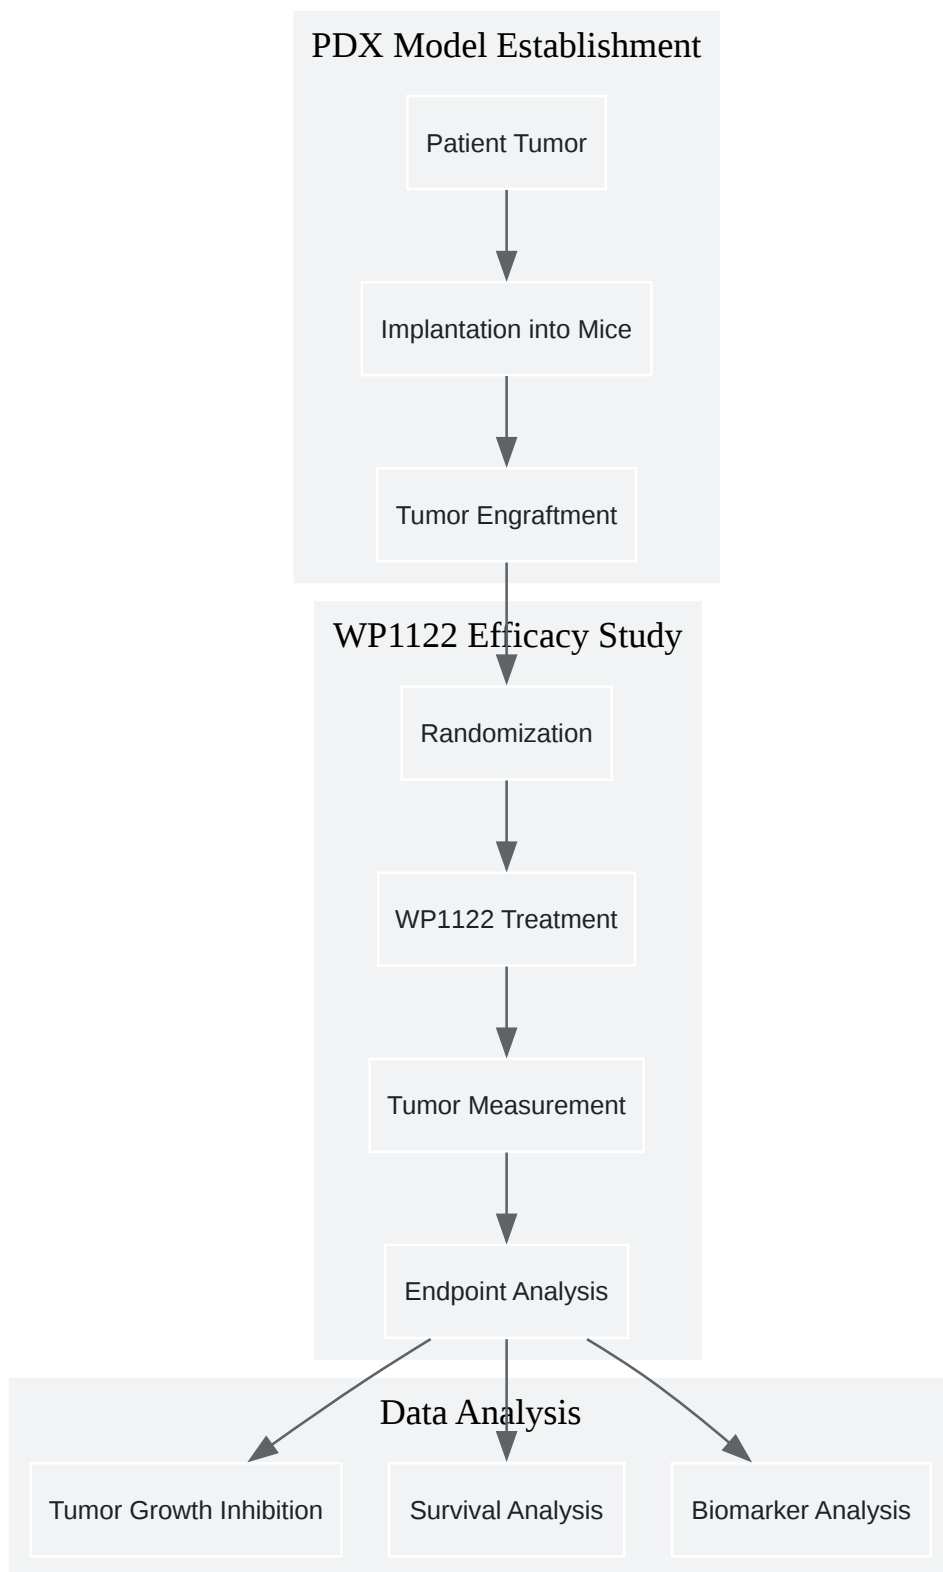 PDX Model Establishment
Patient Tumor
Implantation into Mice
Tumor Engraftment
WP1122 Efficacy Study
Randomization
WP1122 Treatment
Tumor Measurement
Endpoint Analysis
Data Analysis
Tumor Growth Inhibition
Survival Analysis
Biomarker Analysis